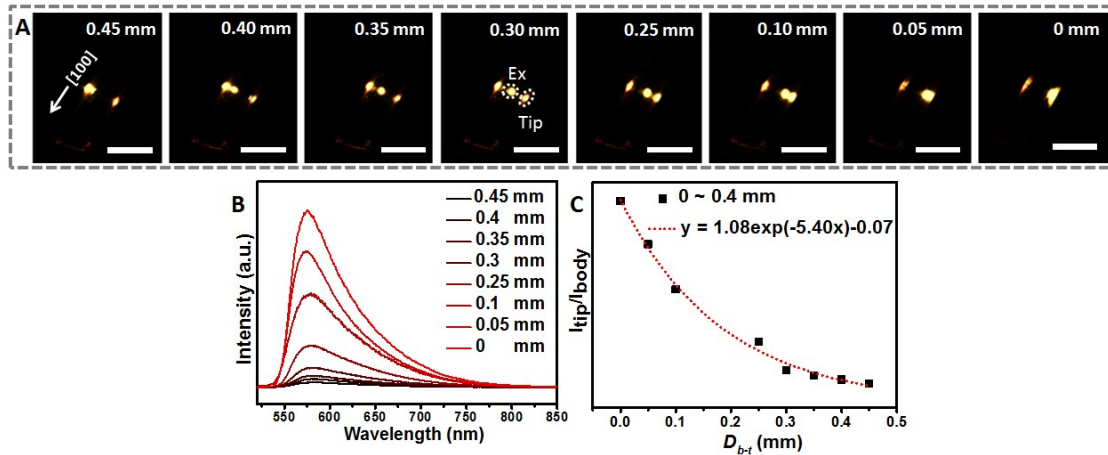 A
0.45 mm
0.40 mm
0.35 mm
0.30 mm
0.25 mm
0.10 mm
0.05 mm
0 mm
[100]
Ex
Tip
B
0.45 mm
0.4 mm
0.35 mm
0.3 mm
0.25 mm
0.1 mm
0.05 mm
0 mm
Intensity (a.u.)
550 600 650 700 750 800 850
Wavelength (nm)
C
0 ~ 0.4 mm
y = 1.08exp(-5.40x)-0.07
Itip/Ibody
0.0 0.1 0.2 0.3 0.4 0.5
Db-t (mm)